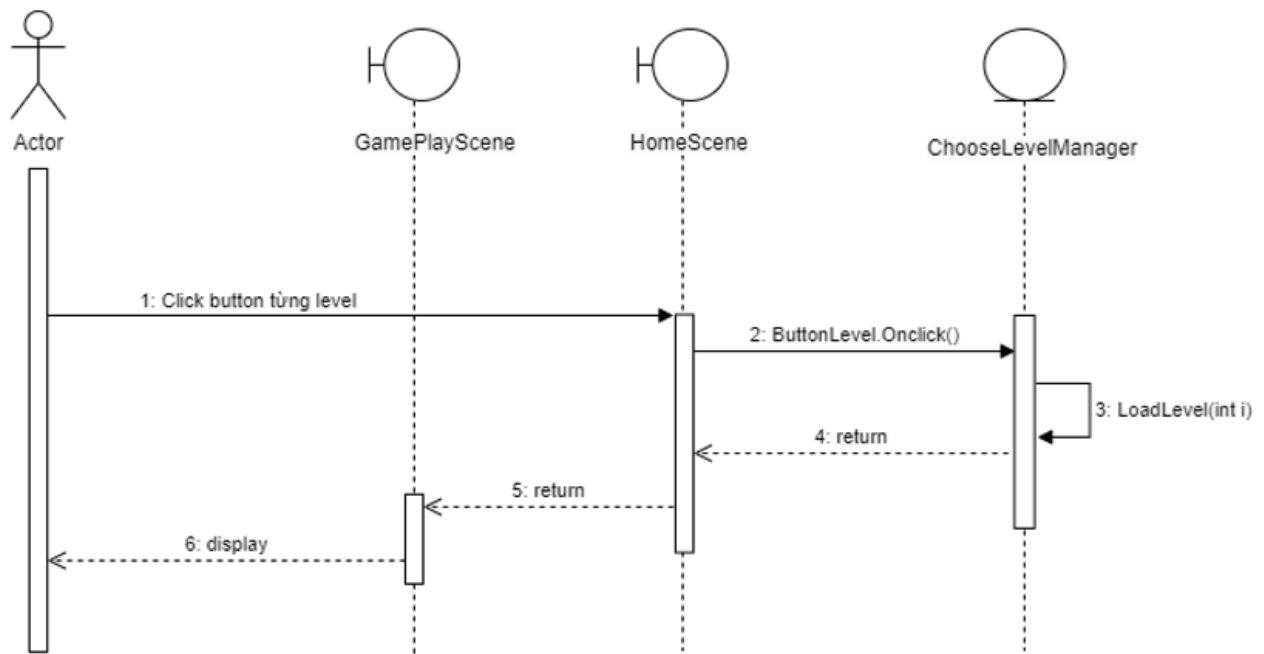 Actor
GamePlayScene
HomeScene
ChooseLevelManager
1: Click button từng level
2: ButtonLevel.Onclick()
3: LoadLevel(int i)
4: return
5: return
6: display